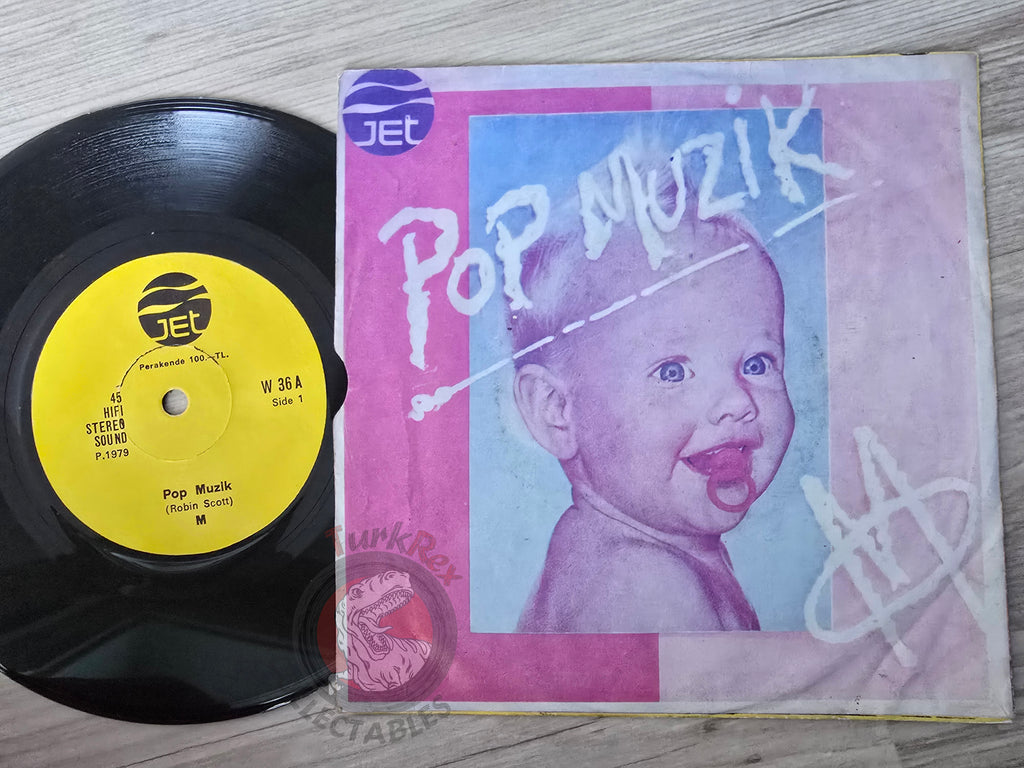 JEt
Perakende 100.-TL.
45
HIFI
STEREO
SOUND
P.1979
W 36 A
Side 1
Pop Muzik
(Robin Scott)
M
JEt
POP MUZIK
M
TurkRex